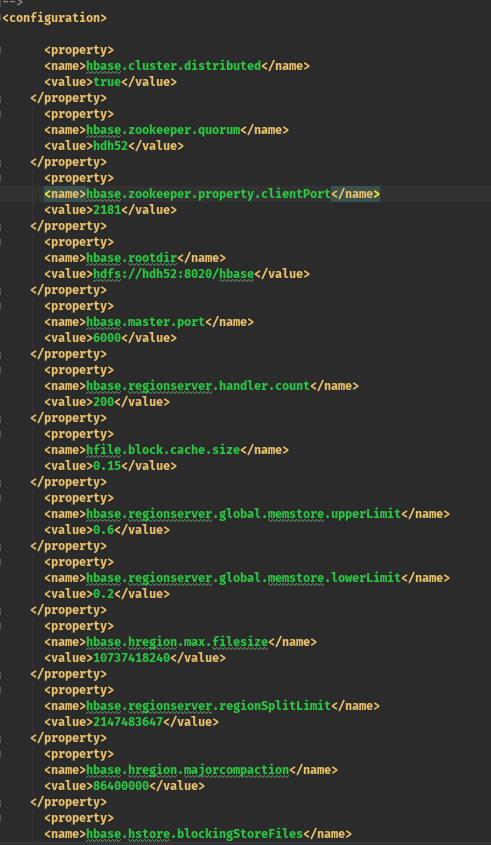 -->
<configuration>
<property>
<name>hbase.cluster.distributed</name>
<value>true</value>
</property>
<property>
<name>hbase.zookeeper.quorum</name>
<value>hdh52</value>
</property>
<property>
<name>hbase.zookeeper.property.clientPort</name>
<value>2181</value>
</property>
<property>
<name>hbase.rootdir</name>
<value>hdfs://hdh52:8020/hbase</value>
</property>
<property>
<name>hbase.master.port</name>
<value>6000</value>
</property>
<property>
<name>hbase.regionserver.handler.count</name>
<value>200</value>
</property>
<property>
<name>hfile.block.cache.size</name>
<value>0.15</value>
</property>
<property>
<name>hbase.regionserver.global.memstore.upperLimit</name>
<value>0.6</value>
</property>
<property>
<name>hbase.regionserver.global.memstore.lowerLimit</name>
<value>0.2</value>
</property>
<property>
<name>hbase.hregion.max.filesize</name>
<value>10737418240</value>
</property>
<property>
<name>hbase.regionserver.regionSplitLimit</name>
<value>2147483647</value>
</property>
<property>
<name>hbase.hregion.majorcompaction</name>
<value>86400000</value>
</property>
<property>
<name>hbase.hstore.blockingStoreFiles</name>